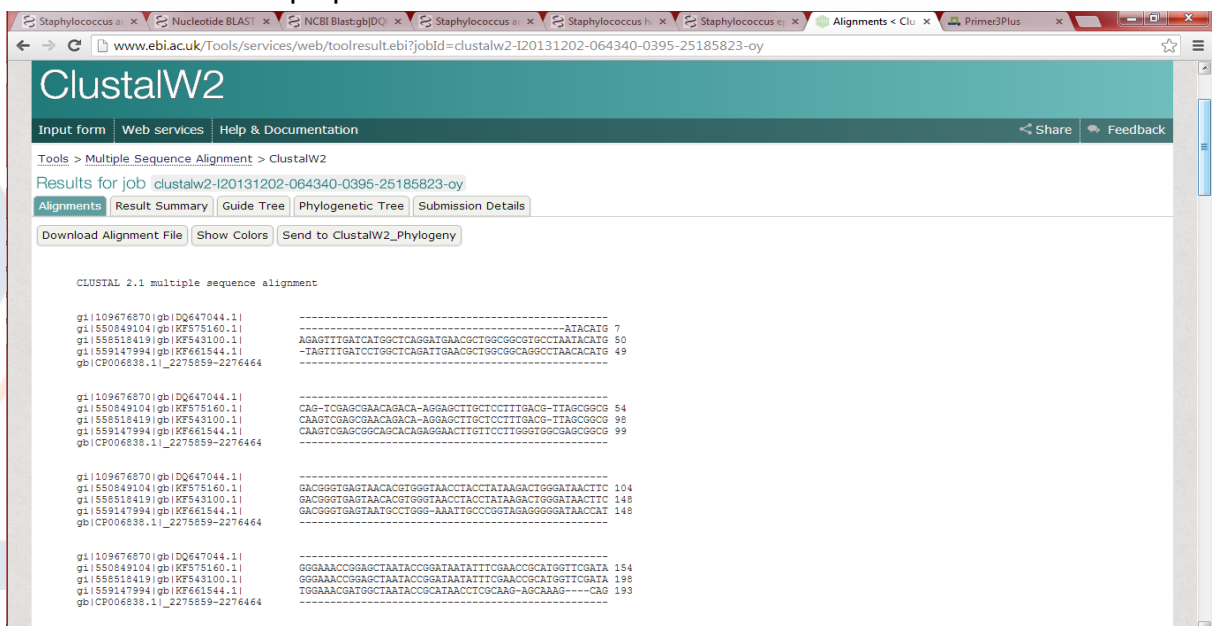 Staphylococcus au
Nucleotide BLAST
NCBI Blast:gb|DQ|
Staphylococcus au
Staphylococcus h
Staphylococcus ep
Alignments < Clu
Primer3Plus
www.ebi.ac.uk/Tools/services/web/toolresult.ebi?jobId=clustalw2-I20131202-064340-0395-25185823-oy
ClustalW2
Input form Web services Help & Documentation Share Feedback
Tools > Multiple Sequence Alignment > ClustalW2
Results for job clustalw2-I20131202-064340-0395-25185823-oy
Alignments Result Summary Guide Tree Phylogenetic Tree Submission Details
Download Alignment File Show Colors Send to ClustalW2_Phylogeny
CLUSTAL 2.1 multiple sequence alignment
gi|109676870|gb|DQ647044.1| --------------------------------------------------
gi|550849104|gb|KF575160.1| -------------------------------------------ATACATG 7
gi|558518419|gb|KF543100.1| AGAGTTTGATCATGGCTCAGGATGAACGCTGGCGGCGTGCCTAATACATG 50
gi|559147994|gb|KF661544.1| -TAGTTTGATCCTGGCTCAGATTGAACGCTGGCGGCAGGCCTAACACATG 49
gb|CP006838.1|_2275859-2276464 --------------------------------------------------
gi|109676870|gb|DQ647044.1| --------------------------------------------------
gi|550849104|gb|KF575160.1| CAG-TCGAGCGAACAGACA-AGGAGCTTGCTCCTTTGACG-TTAGCGGCG 54
gi|558518419|gb|KF543100.1| CAAGTCGAGCGAACAGACA-AGGAGCTTGCTCCTTTGACG-TTAGCGGCG 98
gi|559147994|gb|KF661544.1| CAAGTCGAGCGGCAGCACAGAGGAACTTGTTCCTTGGGTGGCGAGCGGCG 99
gb|CP006838.1|_2275859-2276464 --------------------------------------------------
gi|109676870|gb|DQ647044.1| --------------------------------------------------
gi|550849104|gb|KF575160.1| GACGGGTGAGTAACACGTGGGTAACCTACCTATAAGACTGGGATAACTTC 104
gi|558518419|gb|KF543100.1| GACGGGTGAGTAACACGTGGGTAACCTACCTATAAGACTGGGATAACTTC 148
gi|559147994|gb|KF661544.1| GACGGGTGAGTAATGCCTGGG-AAATTGCCCGGTAGAGGGGGATAACCAT 148
gb|CP006838.1|_2275859-2276464 --------------------------------------------------
gi|109676870|gb|DQ647044.1| --------------------------------------------------
gi|550849104|gb|KF575160.1| GGGAAACCGGAGCTAATACCGGATAATATTTCGAACCGCATGGTTCGATA 154
gi|558518419|gb|KF543100.1| GGGAAACCGGAGCTAATACCGGATAATATTTCGAACCGCATGGTTCGATA 198
gi|559147994|gb|KF661544.1| TGGAAACGATGGCTAATACCGCATAACCTCGCAAG-AGCAAAG----CAG 193
gb|CP006838.1|_2275859-2276464 --------------------------------------------------